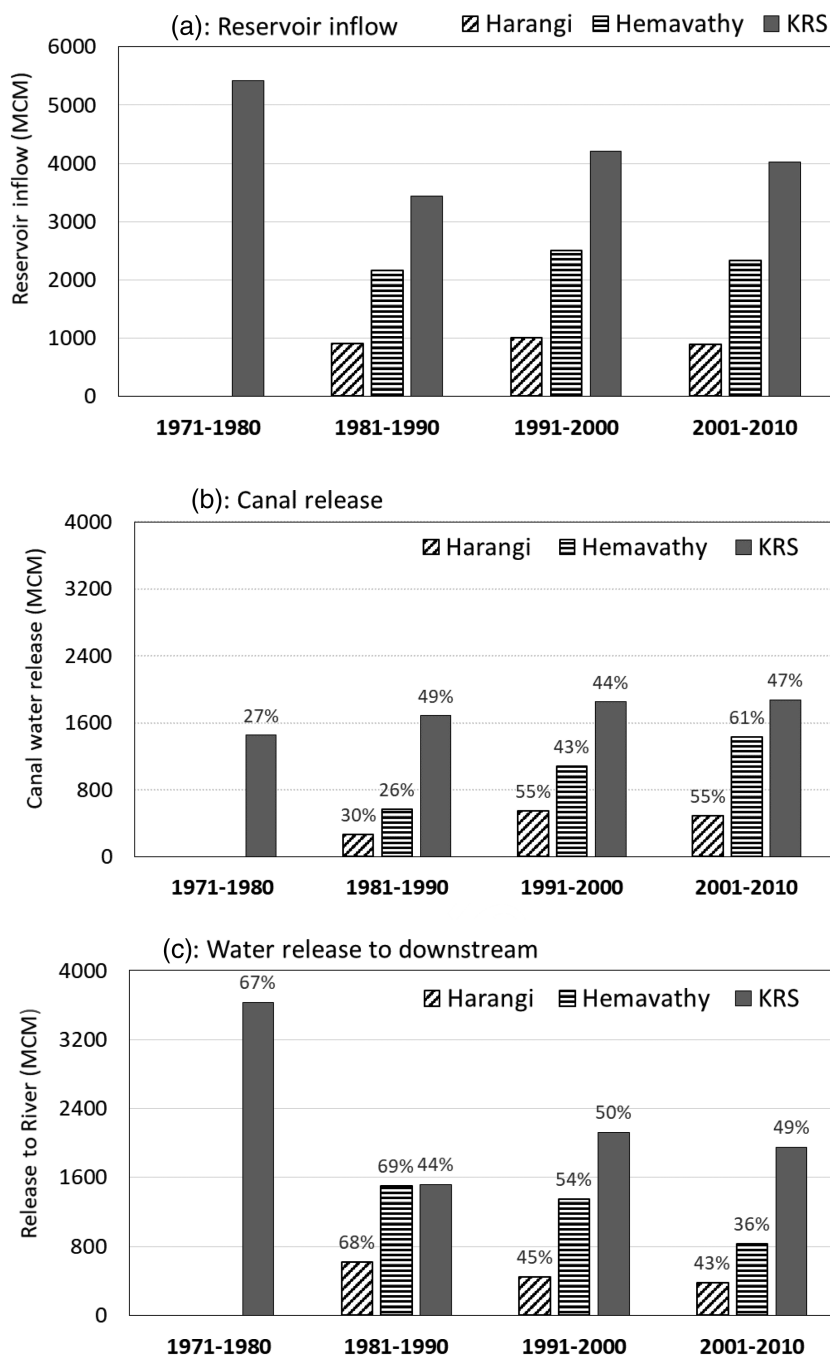 (a): Reservoir inflow
Harangi Hemavathy KRS
Reservoir inflow (MCM)
6000
5000
4000
3000
2000
1000
0
1971-1980 1981-1990 1991-2000 2001-2010
(b): Canal release
Harangi Hemavathy KRS
Canal water release (MCM)
4000
3200
2400
1600
800
0
27%
30% 26% 49%
55% 43% 44%
55% 61% 47%
1971-1980 1981-1990 1991-2000 2001-2010
(c): Water release to downstream
Harangi Hemavathy KRS
Release to River (MCM)
4000
3200
2400
1600
800
0
67%
68% 69% 44%
45% 54% 50%
43% 36% 49%
1971-1980 1981-1990 1991-2000 2001-2010